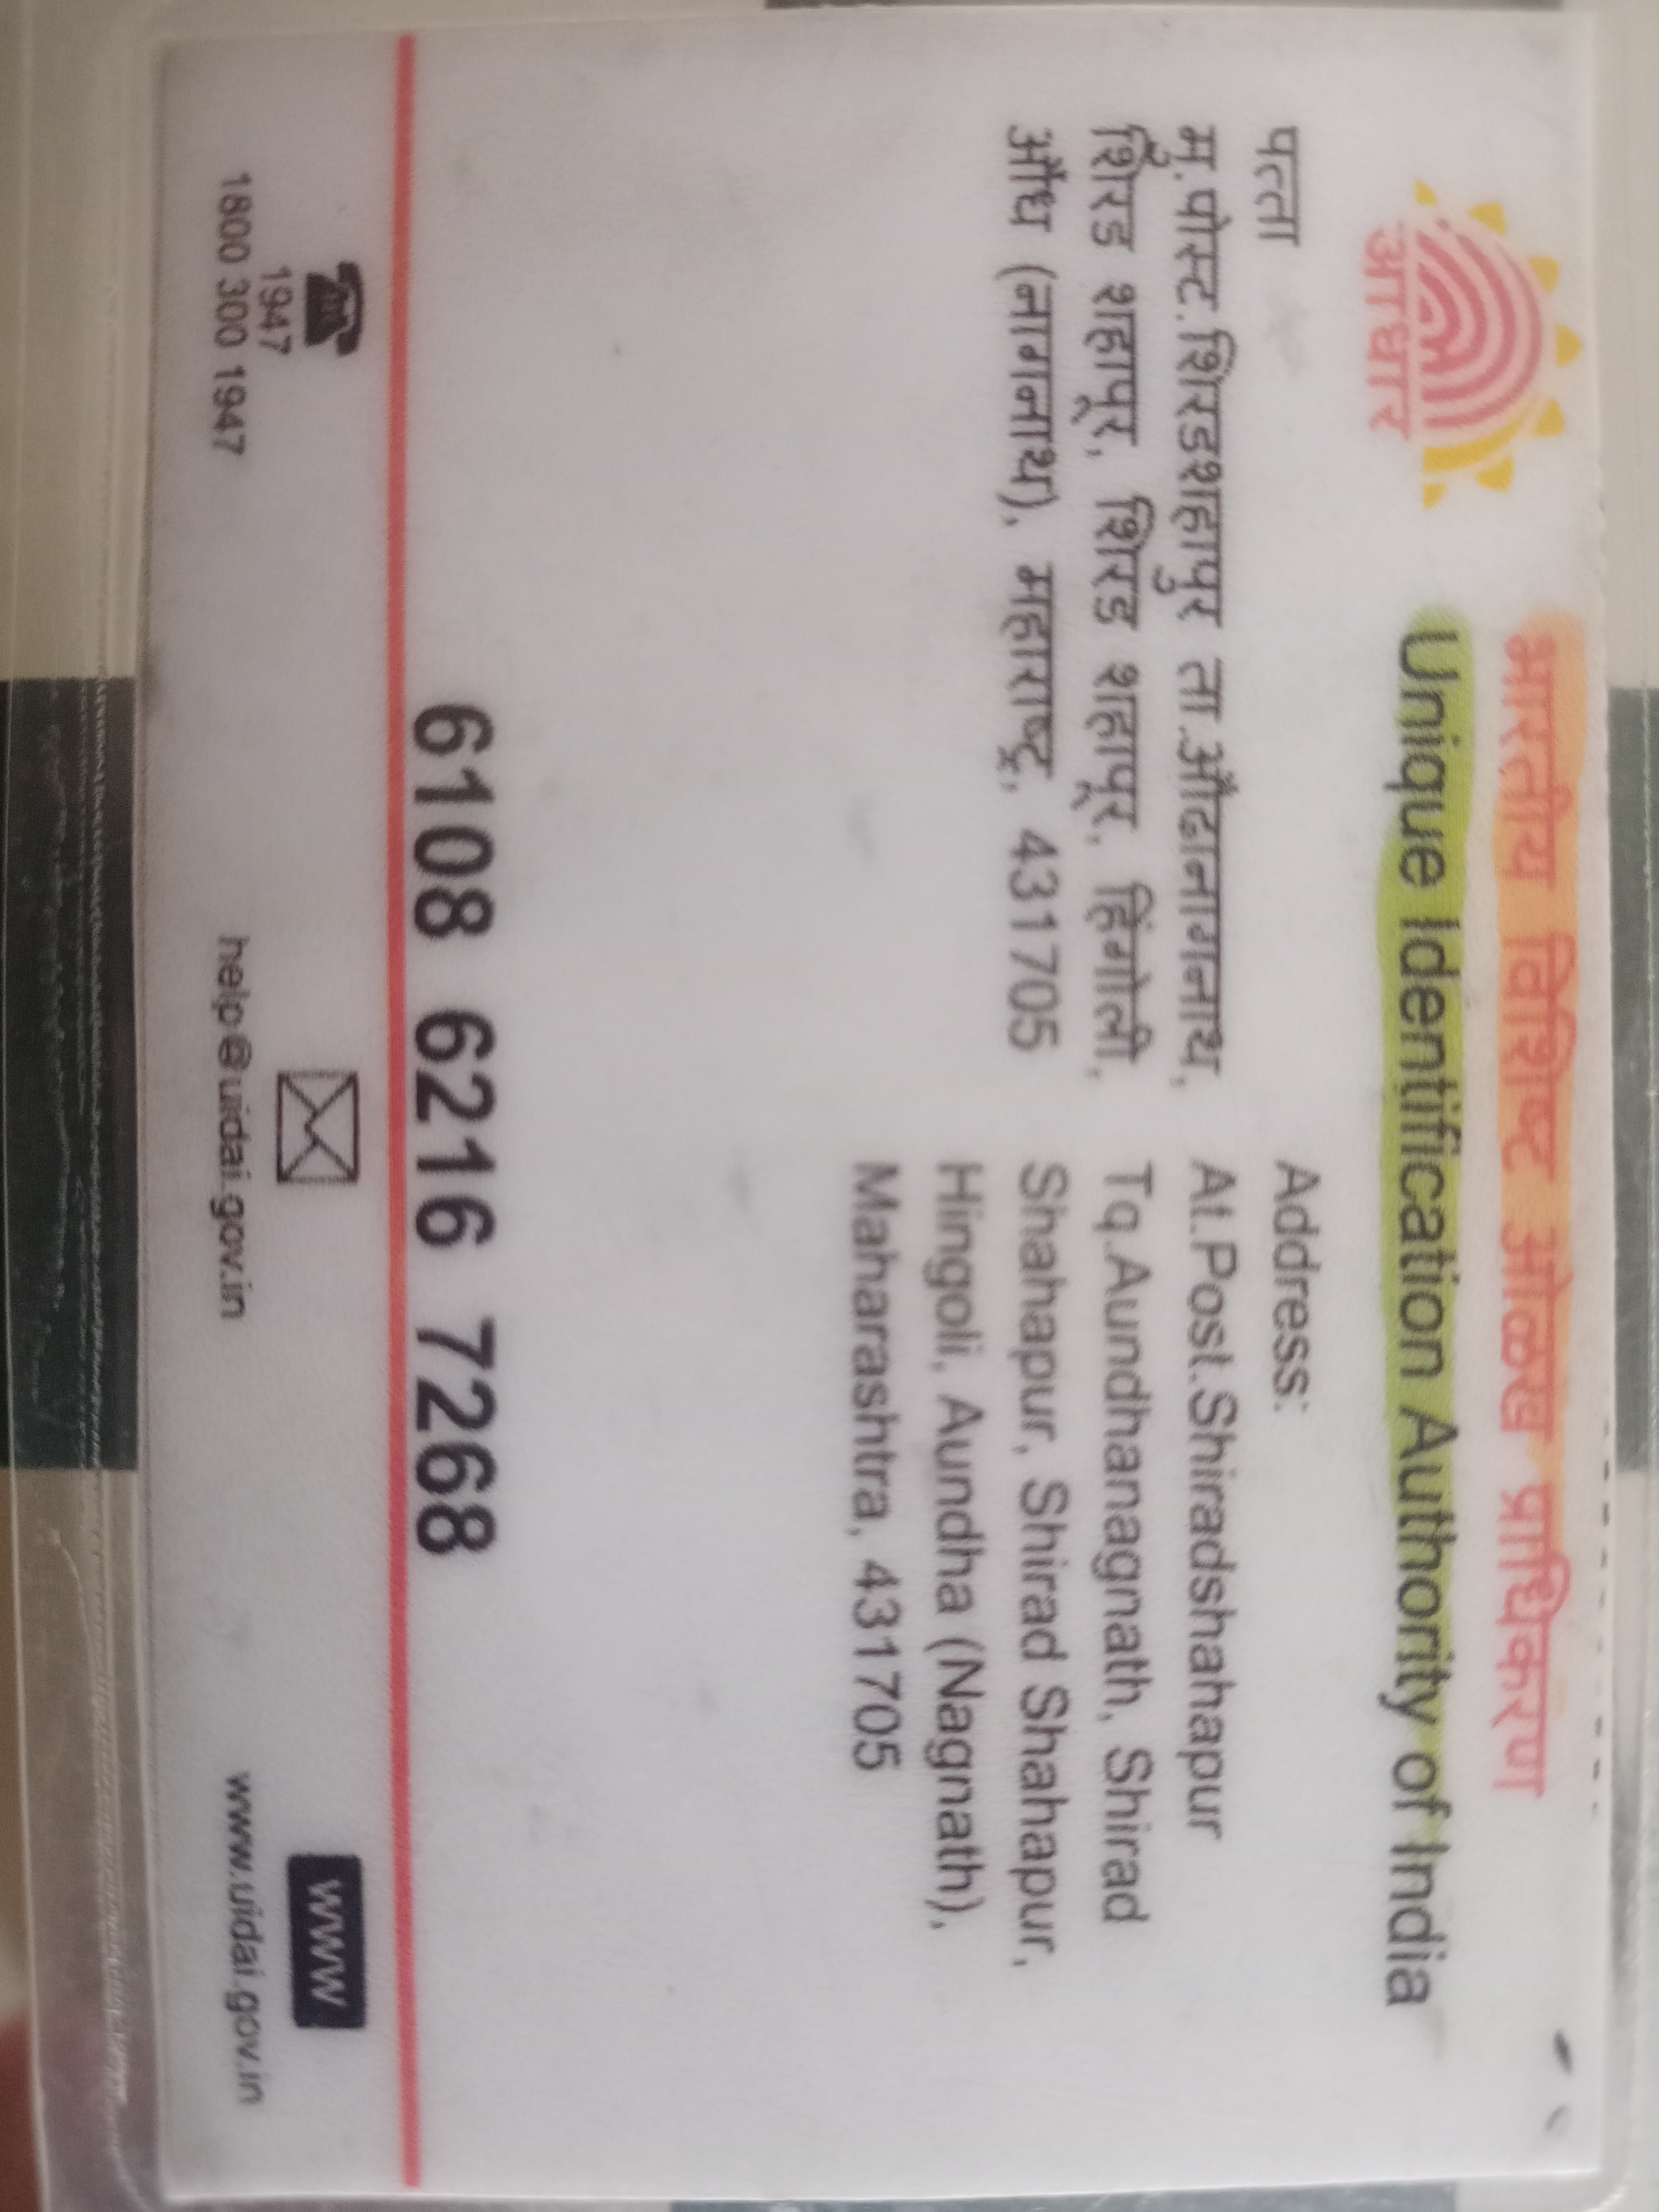 भारतीय विशिष्ट ओळख प्राधिकरण
Unique Identification Authority of India
आधार
पत्ता
मु.पोस्ट.शिरडशहापुर ता.औढानागनाथ,
शिरड शहापूर, शिरड शहापूर, हिंगोली,
औंध (नागनाथ), महाराष्ट्र, 431705
Address:
At.Post.Shiradshahapur
Tq.Aundhanagnath, Shirad
Shahapur, Shirad Shahapur,
Hingoli, Aundha (Nagnath),
Maharashtra, 431705
6108 6216 7268
1947
1800 300 1947
help@uidai.gov.in
WWW
www.uidai.gov.in